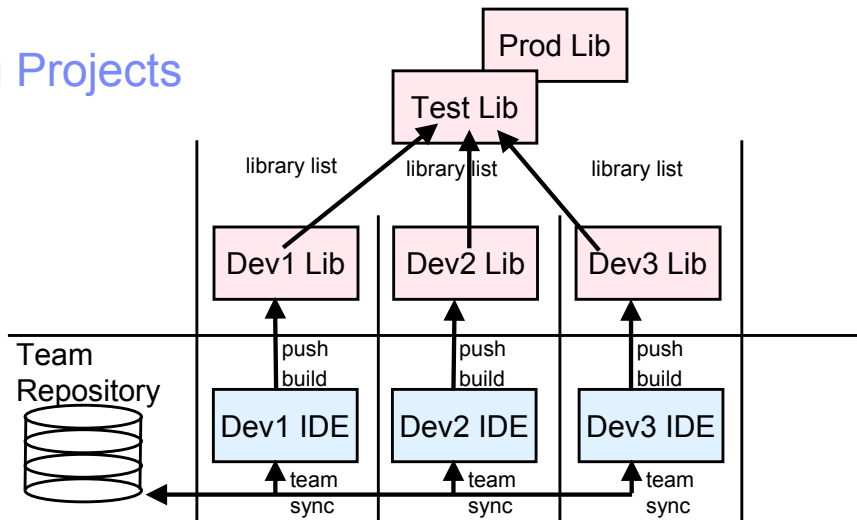 Projects
Prod Lib
Test Lib
library list
library list
library list
Dev1 Lib
Dev2 Lib
Dev3 Lib
Team
Repository
push
build
push
build
push
build
Dev1 IDE
Dev2 IDE
Dev3 IDE
team
sync
team
sync
team
sync